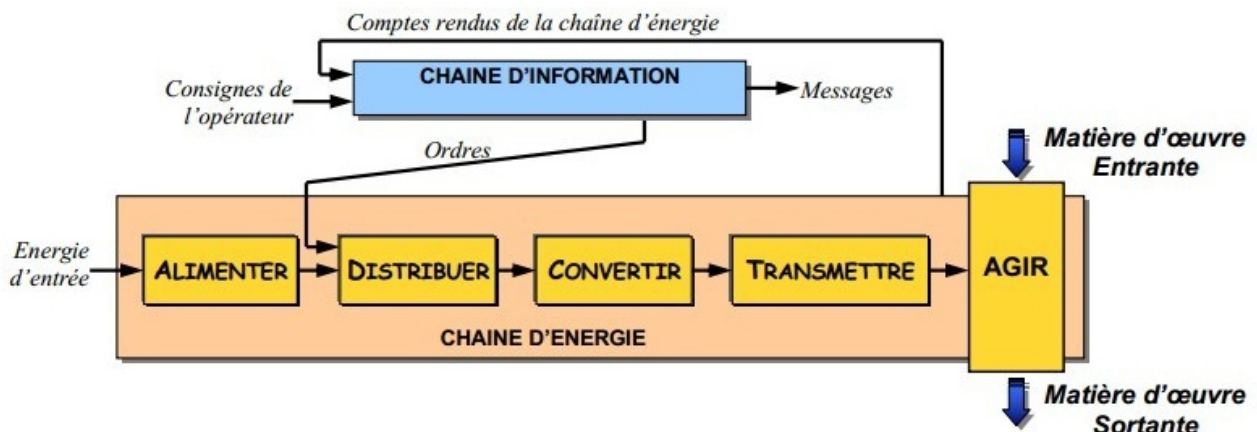 Comptes rendus de la chaîne d'énergie
CHAINE D'INFORMATION
Consignes de
l'opérateur
Messages
Ordres
Matière d'œuvre
Entrante
Energie
d'entrée
ALIMENTER
DISTRIBUER
CONVERTIR
TRANSMETTRE
AGIR
CHAINE D'ENERGIE
Matière d'œuvre
Sortante